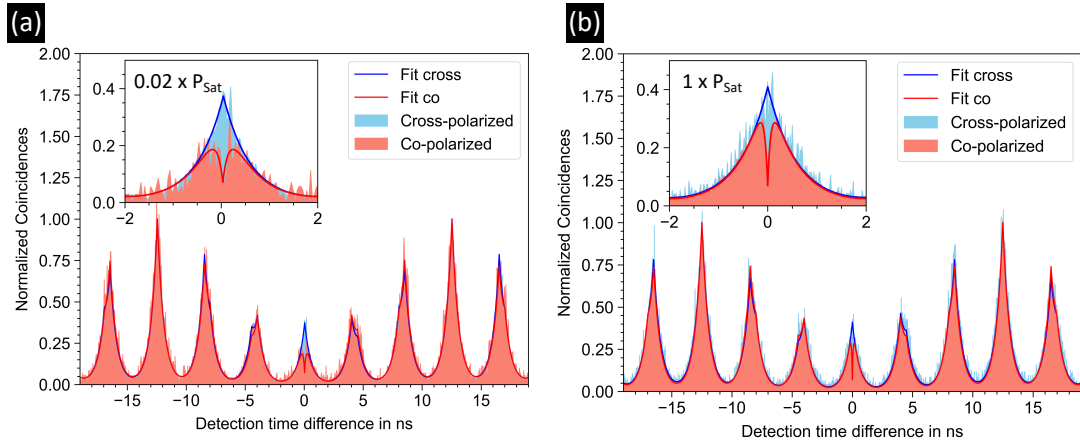 (a)
2.00
1.75
1.50
1.25
1.00
0.75
0.50
0.25
0.00
Normalized Coincidences
−15 −10 −5 0 5 10 15
Detection time difference in ns
0.4
0.2
0.0
−2 0 2
0.02 x PSat
Fit cross
Fit co
Cross-polarized
Co-polarized
(b)
2.00
1.75
1.50
1.25
1.00
0.75
0.50
0.25
0.00
Normalized Coincidences
−15 −10 −5 0 5 10 15
Detection time difference in ns
0.4
0.2
0.0
−2 0 2
1 x PSat
Fit cross
Fit co
Cross-polarized
Co-polarized